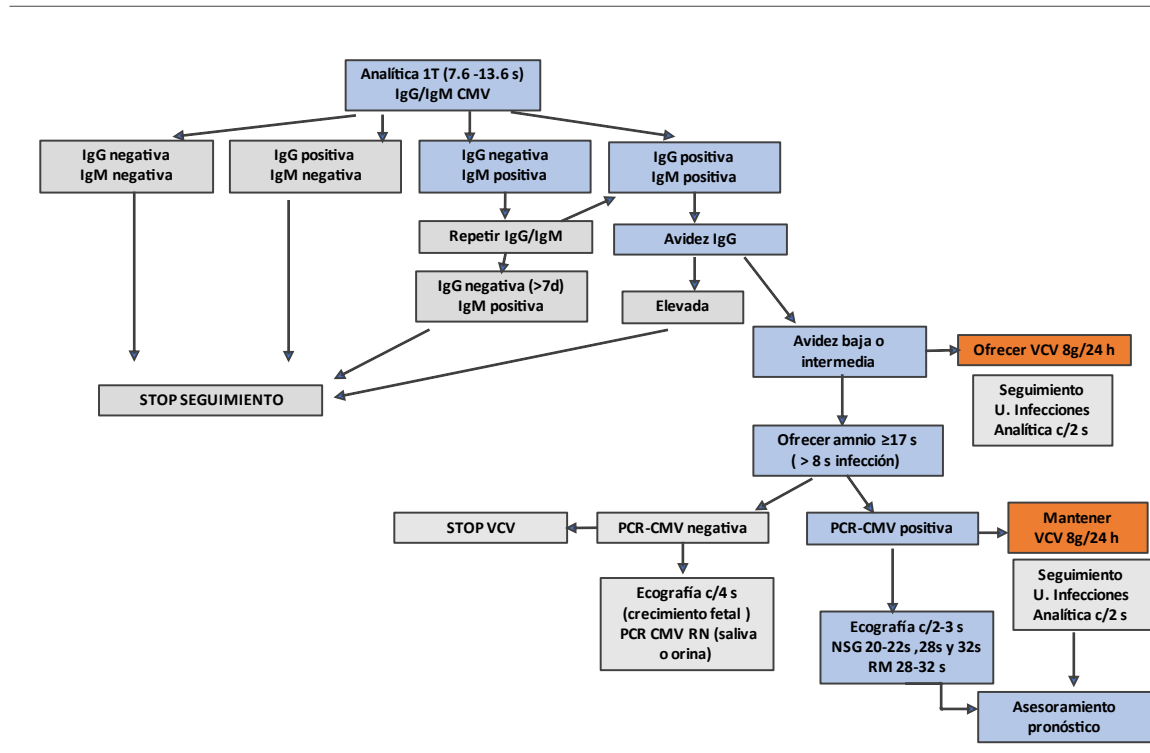 Analítica 1T (7.6 -13.6 s)
IgG/IgM CMV
IgG negativa
IgM negativa
IgG positiva
IgM negativa
IgG negativa
IgM positiva
IgG positiva
IgM positiva
Repetir IgG/IgM
Avidez IgG
IgG negativa (>7d)
IgM positiva
Elevada
Avidez baja o
intermedia
Ofrecer VCV 8g/24 h
STOP SEGUIMIENTO
Seguimiento
U. Infecciones
Analítica c/2 s
Ofrecer amnio ≥17 s
( > 8 s infección)
STOP VCV
PCR-CMV negativa
PCR-CMV positiva
Mantener
VCV 8g/24 h
Ecografía c/4 s
(crecimiento fetal )
PCR CMV RN (saliva
o orina)
Ecografía c/2-3 s
NSG 20-22s ,28s y 32s
RM 28-32 s
Seguimiento
U. Infecciones
Analítica c/2 s
Asesoramiento
pronóstico